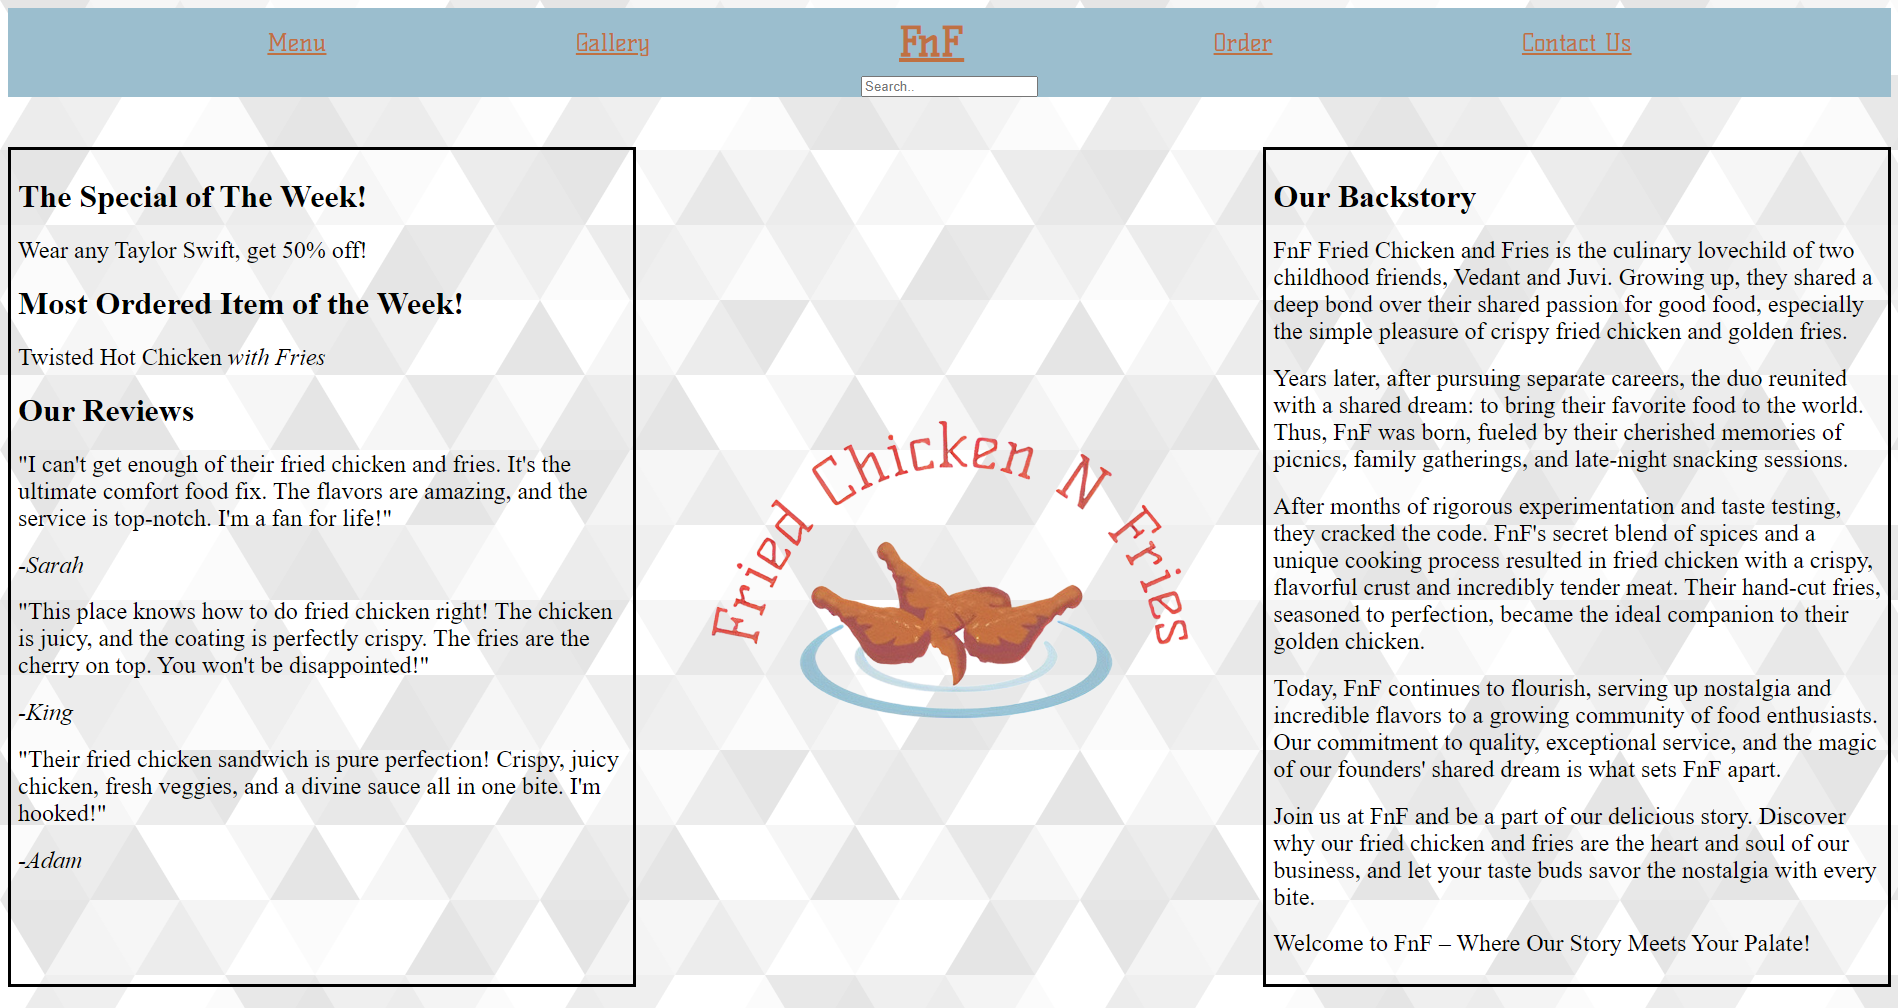 Menu
Gallery
FnF
Order
Contact Us
Search..
The Special of The Week!
Wear any Taylor Swift, get 50% off!
Most Ordered Item of the Week!
Twisted Hot Chicken with Fries
Our Reviews
"I can't get enough of their fried chicken and fries. It's the
ultimate comfort food fix. The flavors are amazing, and the
service is top-notch. I'm a fan for life!"
-Sarah
"This place knows how to do fried chicken right! The chicken
is juicy, and the coating is perfectly crispy. The fries are the
cherry on top. You won't be disappointed!"
-King
"Their fried chicken sandwich is pure perfection! Crispy, juicy
chicken, fresh veggies, and a divine sauce all in one bite. I'm
hooked!"
-Adam
Fried Chicken N Fries
Our Backstory
FnF Fried Chicken and Fries is the culinary lovechild of two
childhood friends, Vedant and Juvi. Growing up, they shared a
deep bond over their shared passion for good food, especially
the simple pleasure of crispy fried chicken and golden fries.
Years later, after pursuing separate careers, the duo reunited
with a shared dream: to bring their favorite food to the world.
Thus, FnF was born, fueled by their cherished memories of
picnics, family gatherings, and late-night snacking sessions.
After months of rigorous experimentation and taste testing,
they cracked the code. FnF's secret blend of spices and a
unique cooking process resulted in fried chicken with a crispy,
flavorful crust and incredibly tender meat. Their hand-cut fries,
seasoned to perfection, became the ideal companion to their
golden chicken.
Today, FnF continues to flourish, serving up nostalgia and
incredible flavors to a growing community of food enthusiasts.
Our commitment to quality, exceptional service, and the magic
of our founders' shared dream is what sets FnF apart.
Join us at FnF and be a part of our delicious story. Discover
why our fried chicken and fries are the heart and soul of our
business, and let your taste buds savor the nostalgia with every
bite.
Welcome to FnF – Where Our Story Meets Your Palate!